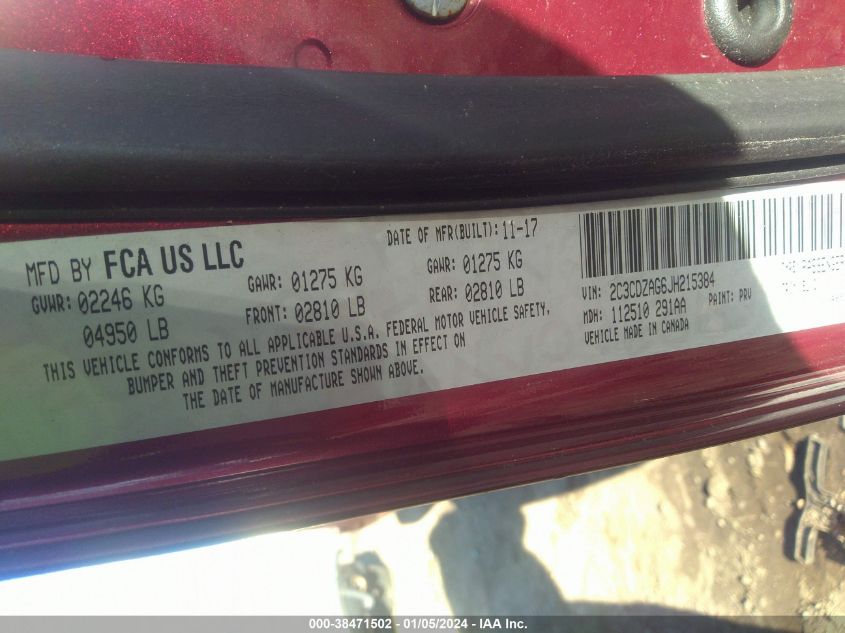 MFD BY FCA US LLC
DATE OF MFR(BUILT): 11-17
GVWR: 02246 KG
04950 LB
GAWR: 01275 KG
FRONT: 02810 LB
GAWR: 01275 KG
REAR: 02810 LB
THIS VEHICLE CONFORMS TO ALL APPLICABLE U.S.A. FEDERAL MOTOR VEHICLE SAFETY,
BUMPER AND THEFT PREVENTION STANDARDS IN EFFECT ON
THE DATE OF MANUFACTURE SHOWN ABOVE.
VIN: 2C3CDZAG6JH215384
MDH: 112510 291AA PAINT: PRV
VEHICLE MADE IN CANADA
PASSENGER
000-38471502 - 01/05/2024 - IAA Inc.